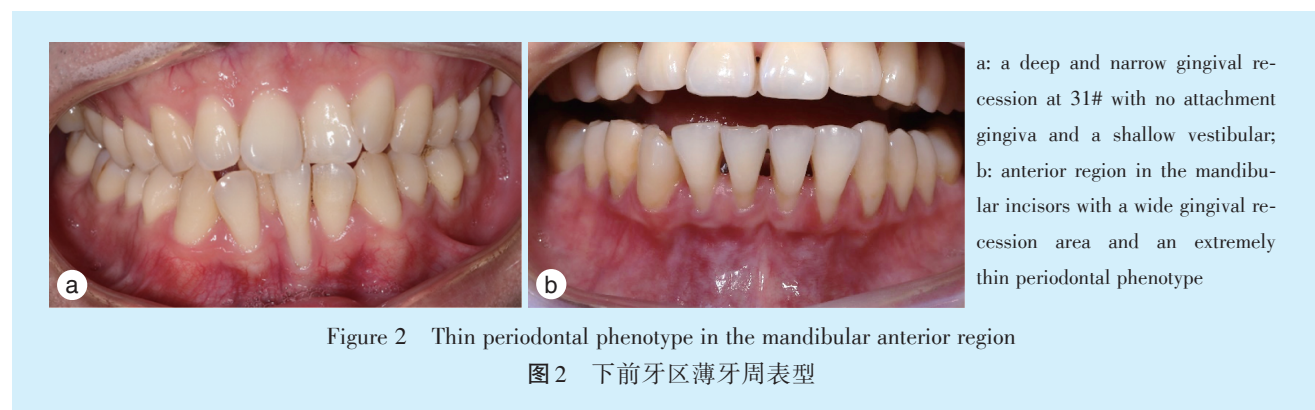 a
b
a: a deep and narrow gingival re-
cession at 31# with no attachment
gingiva and a shallow vestibular;
b: anterior region in the mandibu-
lar incisors with a wide gingival re-
cession area and an extremely
thin periodontal phenotype
Figure 2 Thin periodontal phenotype in the mandibular anterior region
图2 下前牙区薄牙周表型